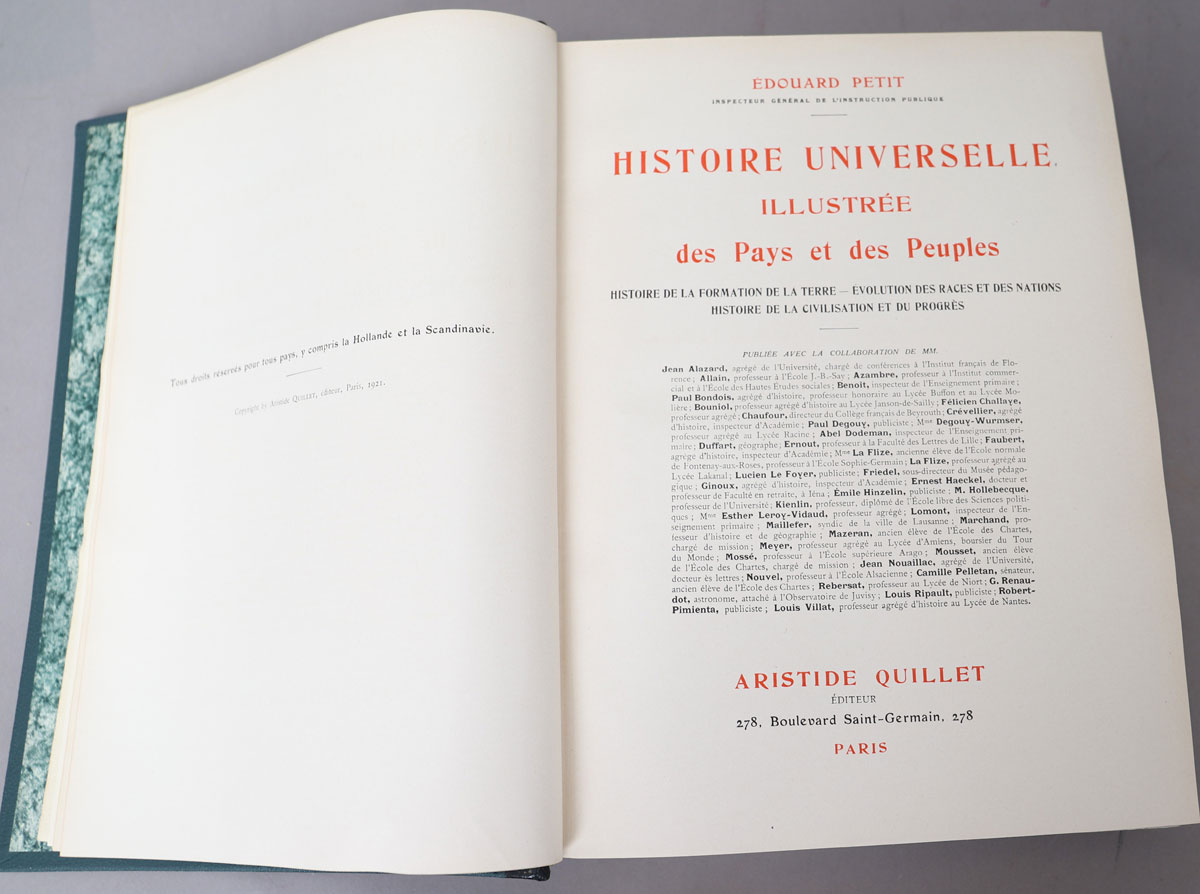 Tous droits réservés pour tous pays, y compris la Hollande et la Scandinavie.
Copyright by Aristide QUILLET, éditeur, Paris, 1921.
ÉDOUARD PETIT
INSPECTEUR GÉNÉRAL DE L'INSTRUCTION PUBLIQUE
HISTOIRE UNIVERSELLE
ILLUSTRÉE
des Pays et des Peuples
HISTOIRE DE LA FORMATION DE LA TERRE — ÉVOLUTION DES RACES ET DES NATIONS
HISTOIRE DE LA CIVILISATION ET DU PROGRÈS
PUBLIÉE AVEC LA COLLABORATION DE MM.
Jean Alazard, agrégé de l'Université, chargé de conférences à l'Institut français de Flo-
rence ; Allain, professeur à l'École J.-B.-Say ; Azambre, professeur à l'Institut commer-
cial et à l'École des Hautes Études sociales ; Benoit, inspecteur de l'Enseignement primaire ;
Paul Bondois, agrégé d'histoire, professeur honoraire au Lycée Buffon et au Lycée Mo-
lière ; Bouniol, professeur agrégé d'histoire au Lycée Janson-de-Sailly ; Félicien Challaye,
professeur agrégé ; Chaufour, directeur du Collège français de Beyrouth ; Crévellier, agrégé
d'histoire, inspecteur d'Académie ; Paul Degouy, publiciste ; Mme Degouy-Wurmser,
professeur agrégé au Lycée Racine ; Abel Dodeman, inspecteur de l'Enseignement pri-
maire ; Duffart, géographe ; Ernout, professeur à la Faculté des Lettres de Lille ; Faubert,
agrégé d'histoire, inspecteur d'Académie ; Mme La Flize, ancienne élève de l'École normale
de Fontenay-aux-Roses, professeur à l'École Sophie-Germain ; La Flize, professeur agrégé au
Lycée Lakanal ; Lucien Le Foyer, publiciste ; Friedel, sous-directeur du Musée pédago-
gique ; Ginoux, agrégé d'histoire, inspecteur d'Académie ; Ernest Haeckel, docteur et
professeur de Faculté en retraite, à Iéna ; Émile Hinzelin, publiciste ; M. Hollebecque,
professeur de l'Université ; Kienlin, professeur, diplômé de l'École libre des Sciences politi-
ques ; Mme Esther Leroy-Vidaud, professeur agrégé ; Lomont, inspecteur de l'En-
seignement primaire ; Maillefer, syndic de la ville de Lausanne ; Marchand, pro-
fesseur d'histoire et de géographie ; Mazeran, ancien élève de l'École des Chartes,
chargé de mission ; Meyer, professeur agrégé au Lycée d'Amiens, boursier du Tour
du Monde ; Mossé, professeur à l'École supérieure Arago ; Mousset, ancien élève
de l'École des Chartes, chargé de mission ; Jean Nouaillac, agrégé de l'Université,
docteur ès lettres ; Nouvel, professeur à l'École Alsacienne ; Camille Pelletan, sénateur,
ancien élève de l'École des Chartes ; Rebersat, professeur au Lycée de Niort ; G. Renau-
dot, astronome, attaché à l'Observatoire de Juvisy ; Louis Ripault, publiciste ; Robert-
Pimienta, publiciste ; Louis Villat, professeur agrégé d'histoire au Lycée de Nantes.
ARISTIDE QUILLET
ÉDITEUR
278, Boulevard Saint-Germain, 278
PARIS